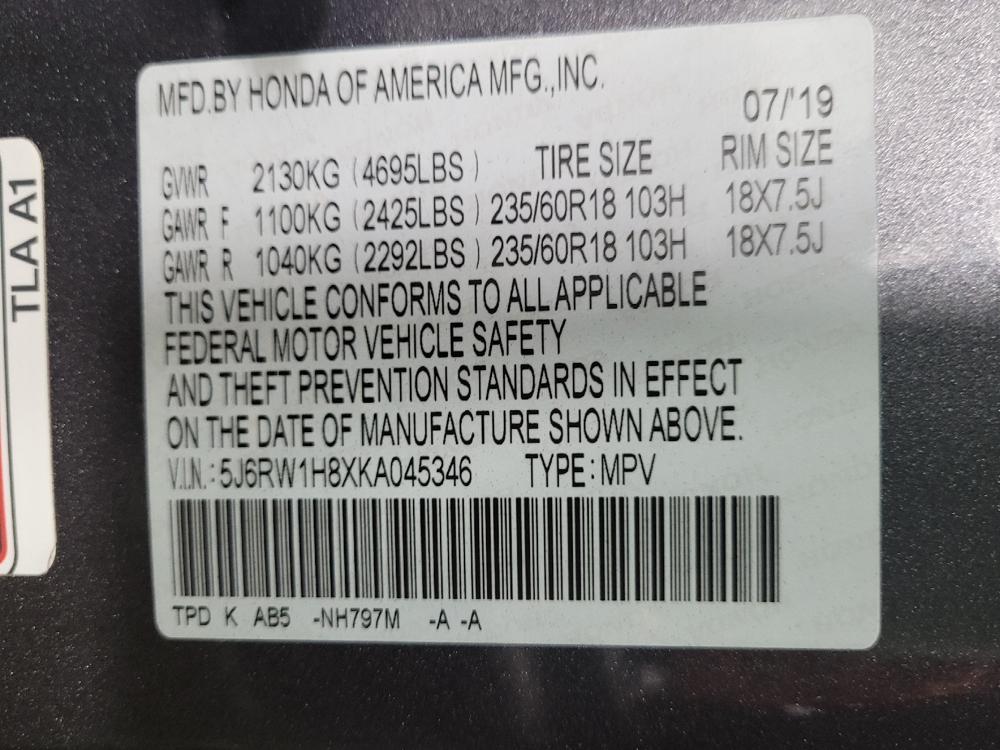 MFD.BY HONDA OF AMERICA MFG.,INC.
07/'19
GVWR 2130KG (4695LBS) TIRE SIZE RIM SIZE
GAWR F 1100KG (2425LBS) 235/60R18 103H 18X7.5J
GAWR R 1040KG (2292LBS) 235/60R18 103H 18X7.5J
THIS VEHICLE CONFORMS TO ALL APPLICABLE
FEDERAL MOTOR VEHICLE SAFETY
AND THEFT PREVENTION STANDARDS IN EFFECT
ON THE DATE OF MANUFACTURE SHOWN ABOVE.
V.I.N.: 5J6RW1H8XKA045346 TYPE: MPV
TPD K AB5 -NH797M -A -A
TLA A1